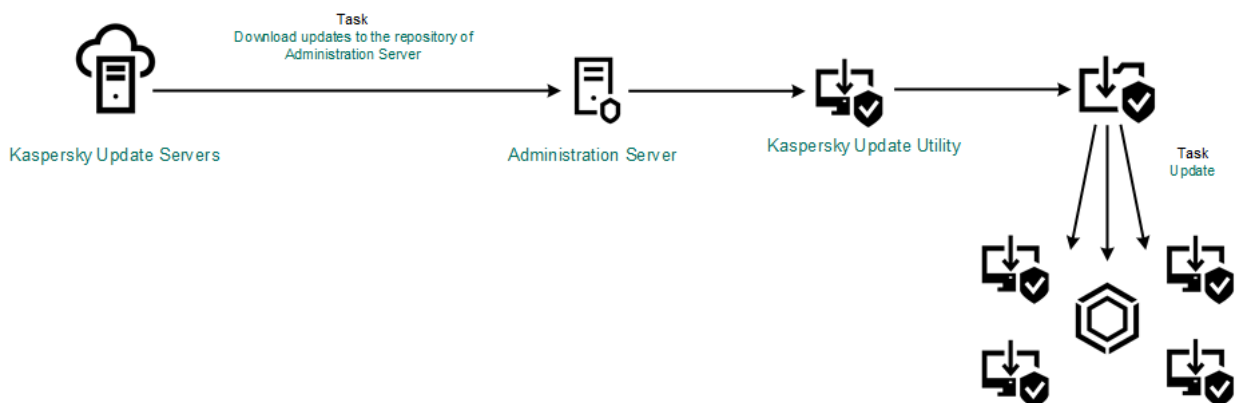 Task
Download updates to the repository of
Administration Server
Kaspersky Update Servers
Administration Server
Kaspersky Update Utility
Task
Update